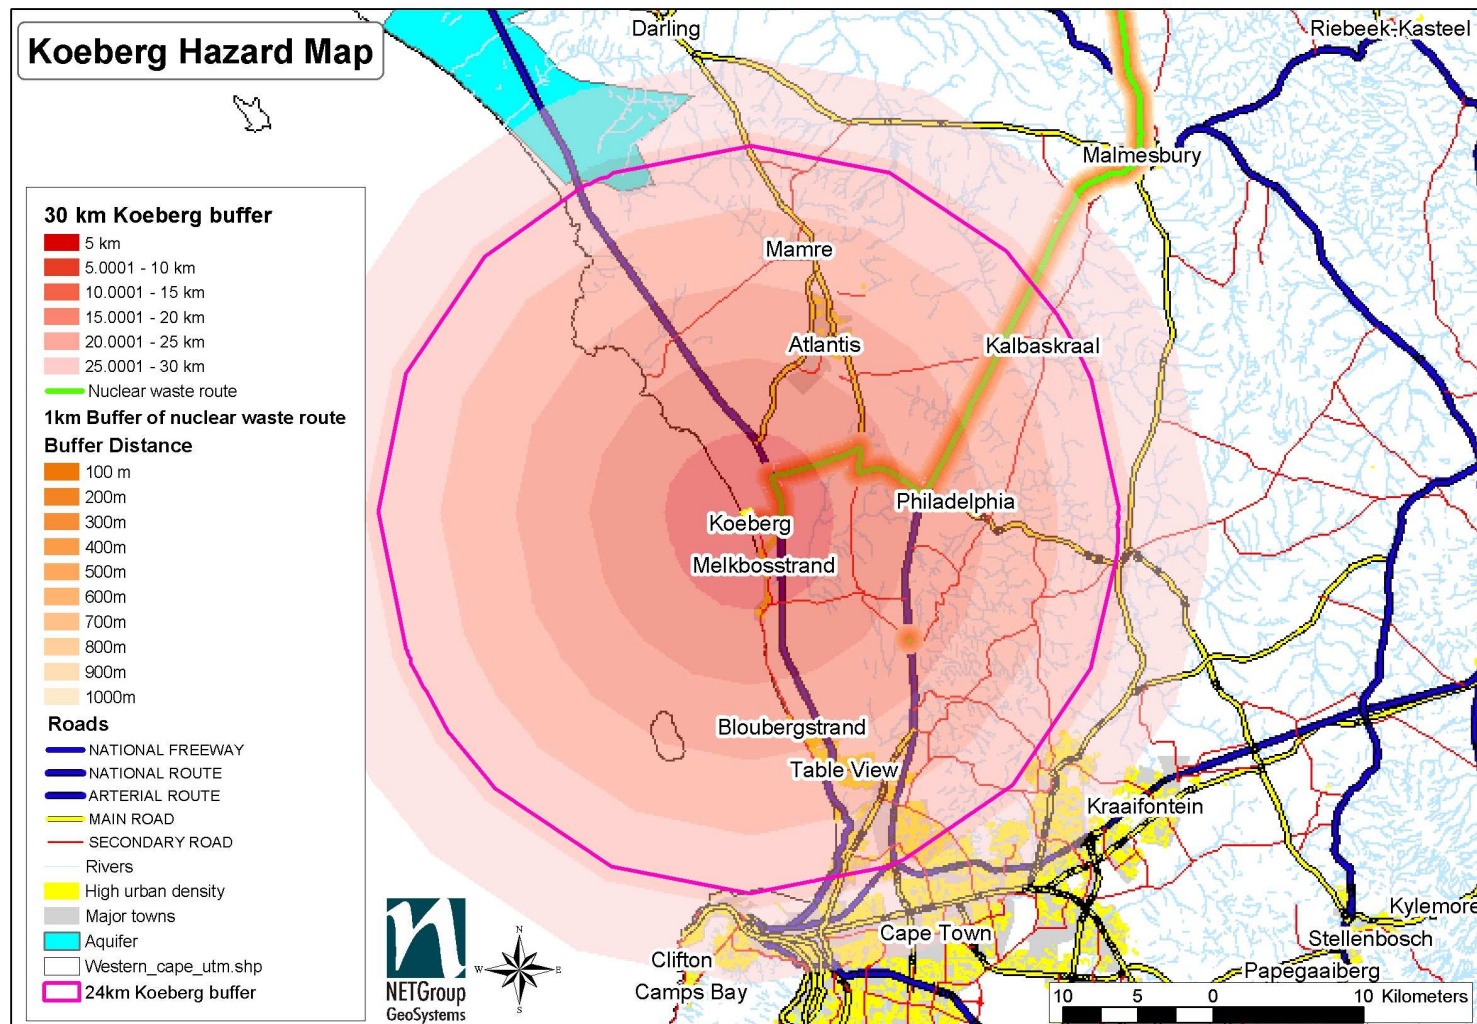 Koeberg Hazard Map
Darling
Riebeek-Kasteel
Malmesbury
Mamre
Atlantis
Kalbaskraal
Philadelphia
Koeberg
Melkbosstrand
Bloubergstrand
Table View
Kraaifontein
Cape Town
Clifton
Camps Bay
Kylemore
Stellenbosch
Papegaaiberg
30 km Koeberg buffer
5 km
5.0001 - 10 km
10.0001 - 15 km
15.0001 - 20 km
20.0001 - 25 km
25.0001 - 30 km
Nuclear waste route
1km Buffer of nuclear waste route
Buffer Distance
100 m
200m
300m
400m
500m
600m
700m
800m
900m
1000m
Roads
NATIONAL FREEWAY
NATIONAL ROUTE
ARTERIAL ROUTE
MAIN ROAD
SECONDARY ROAD
Rivers
High urban density
Major towns
Aquifer
Western_cape_utm.shp
24km Koeberg buffer
n
NETGroup
GeoSystems
N
W E
S
10 5 0 10 Kilometers